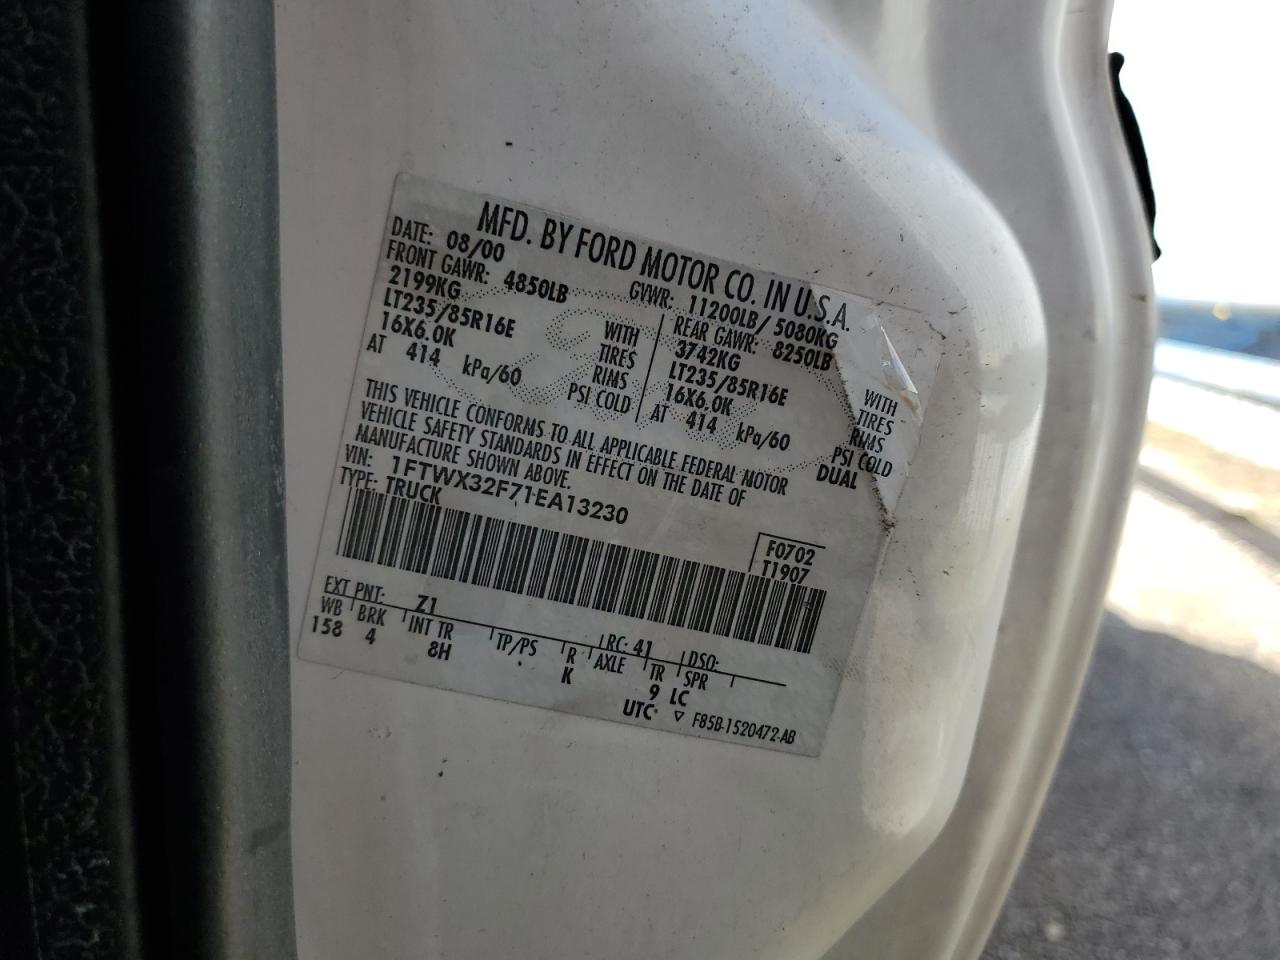 MFD. BY FORD MOTOR CO. IN U.S.A.
DATE: 08/00 GVWR: 11200LB/ 5080KG
FRONT GAWR: 4850LB REAR GAWR: 8250LB
2199KG WITH 3742KG WITH
LT235/85R16E TIRES LT235/85R16E TIRES
16X6.0K RIMS 16X6.0K RIMS
AT 414 kPa/60 PSI COLD AT 414 kPa/60 PSI COLD
DUAL
THIS VEHICLE CONFORMS TO ALL APPLICABLE FEDERAL MOTOR
VEHICLE SAFETY STANDARDS IN EFFECT ON THE DATE OF
MANUFACTURE SHOWN ABOVE.
VIN: 1FTWX32F71EA13230
TYPE: TRUCK
F0702
T1907
EXT PNT: Z1 RC: 41 DSO:
WB BRK INT TR TP/PS R AXLE TR SPR
158 4 8H K 9 LC
UTC ▽ F85B-1520472-AB